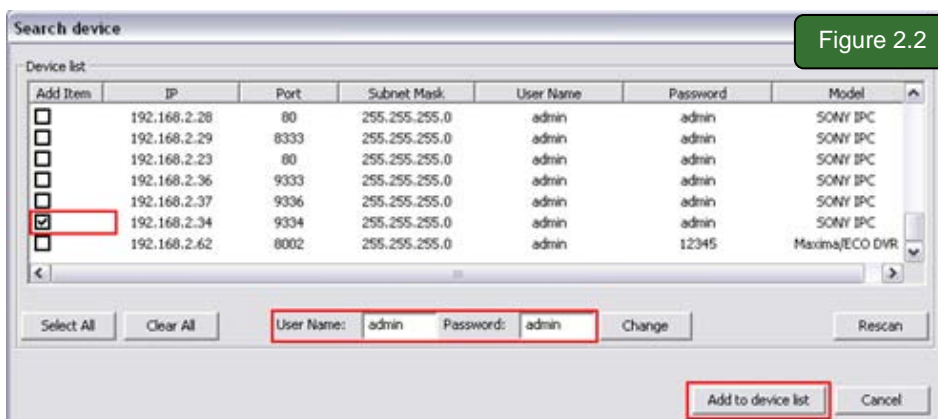 Search device
Figure 2.2
Device list
Add Item IP Port Subnet Mask User Name Password Model
192.168.2.28 80 255.255.255.0 admin admin SONY IPC
192.168.2.29 8333 255.255.255.0 admin admin SONY IPC
192.168.2.23 80 255.255.255.0 admin admin SONY IPC
192.168.2.36 9333 255.255.255.0 admin admin SONY IPC
192.168.2.37 9336 255.255.255.0 admin admin SONY IPC
192.168.2.34 9334 255.255.255.0 admin admin SONY IPC
192.168.2.62 8002 255.255.255.0 admin 12345 Maxima/ECO DVR
Select All Clear All User Name: admin Password: admin Change Rescan
Add to device list Cancel